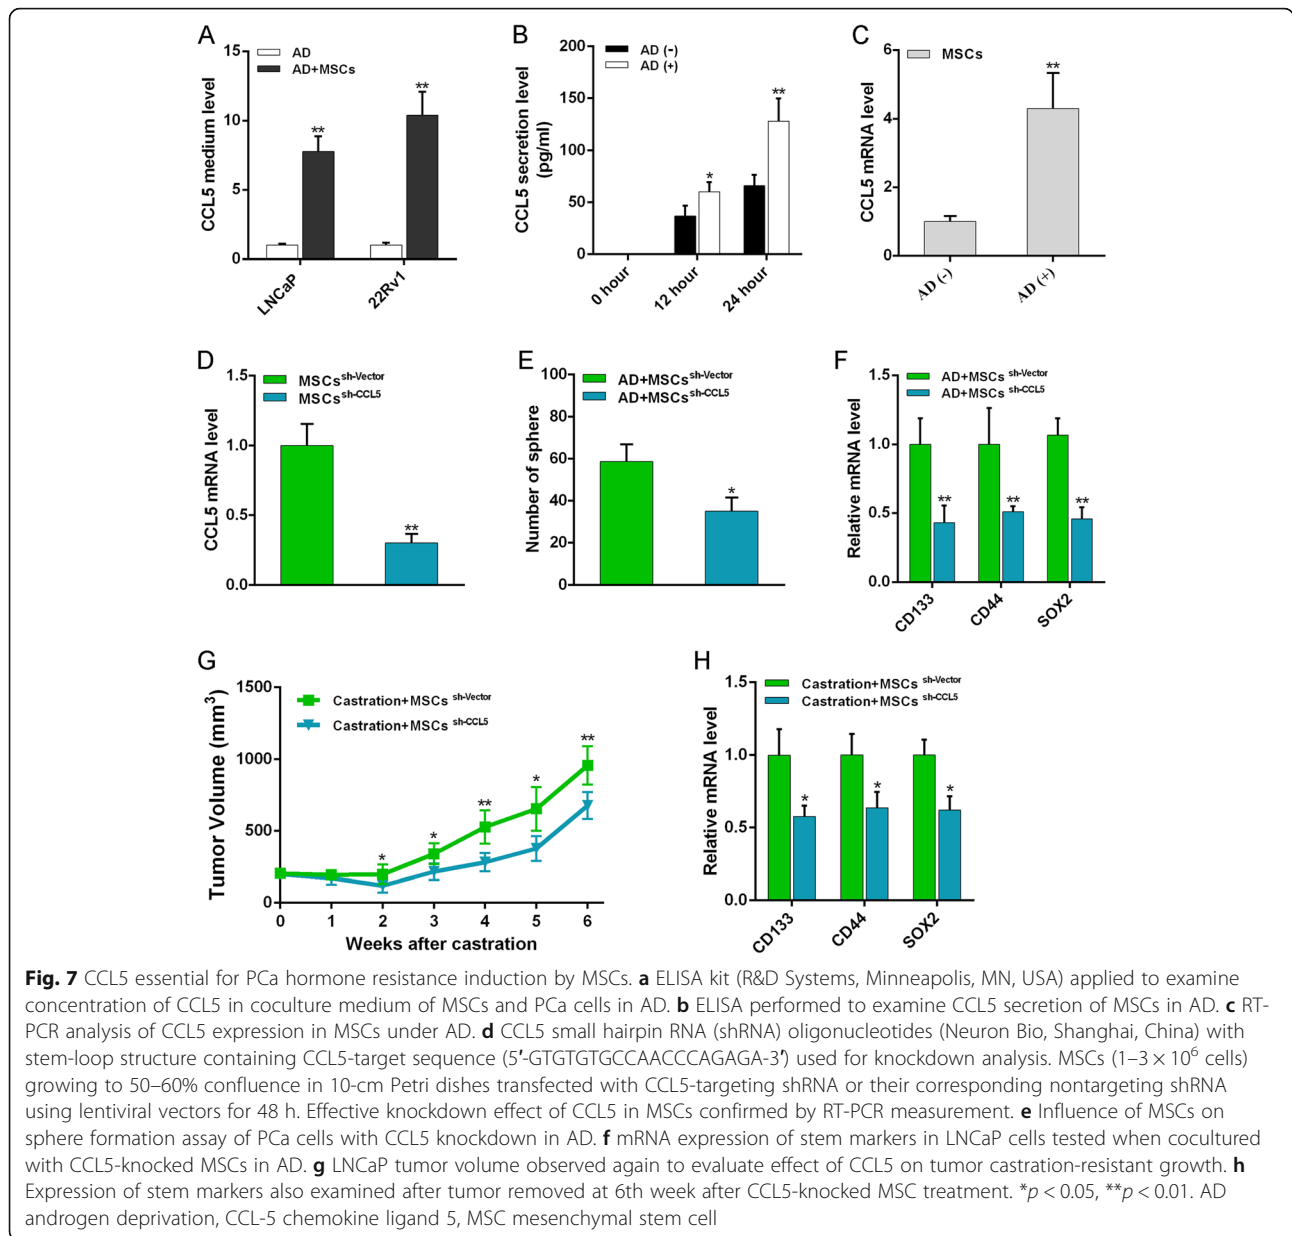 A
AD
AD+MSCs
CCL5 medium level
15
10
5
0
**
**
LNCaP
22Rv1
B
AD (-)
AD (+)
CCL5 secretion level
(pg/ml)
200
150
100
50
0
*
**
0 hour
12 hour
24 hour
C
MSCs
CCL5 mRNA level
6
4
2
0
**
AD (-)
AD (+)
D
MSCs sh-Vector
MSCs sh-CCL5
CCL5 mRNA level
1.5
1.0
0.5
0.0
**
E
AD+MSCs sh-Vector
AD+MSCs sh-CCL5
Number of sphere
100
80
60
40
20
0
*
F
AD+MSCs sh-Vector
AD+MSCs sh-CCL5
Relative mRNA level
1.5
1.0
0.5
0.0
**
**
**
CD133
CD44
SOX2
G
Castration+MSCs sh-Vector
Castration+MSCs sh-CCL5
Tumor Volume (mm³)
1500
1000
500
0
*
*
**
*
**
0 1 2 3 4 5 6
Weeks after castration
H
Castration+MSCs sh-Vector
Castration+MSCs sh-CCL5
Relative mRNA level
1.5
1.0
0.5
0.0
*
*
*
CD133
CD44
SOX2
Fig. 7 CCL5 essential for PCa hormone resistance induction by MSCs. a ELISA kit (R&D Systems, Minneapolis, MN, USA) applied to examine
concentration of CCL5 in coculture medium of MSCs and PCa cells in AD. b ELISA performed to examine CCL5 secretion of MSCs in AD. c RT-
PCR analysis of CCL5 expression in MSCs under AD. d CCL5 small hairpin RNA (shRNA) oligonucleotides (Neuron Bio, Shanghai, China) with
stem-loop structure containing CCL5-target sequence (5′-GTGTGTGCCAACCCAGAGA-3′) used for knockdown analysis. MSCs (1–3 × 10⁶ cells)
growing to 50–60% confluence in 10-cm Petri dishes transfected with CCL5-targeting shRNA or their corresponding nontargeting shRNA
using lentiviral vectors for 48 h. Effective knockdown effect of CCL5 in MSCs confirmed by RT-PCR measurement. e Influence of MSCs on
sphere formation assay of PCa cells with CCL5 knockdown in AD. f mRNA expression of stem markers in LNCaP cells tested when cocultured
with CCL5-knocked MSCs in AD. g LNCaP tumor volume observed again to evaluate effect of CCL5 on tumor castration-resistant growth. h
Expression of stem markers also examined after tumor removed at 6th week after CCL5-knocked MSC treatment. *p < 0.05, **p < 0.01. AD
androgen deprivation, CCL-5 chemokine ligand 5, MSC mesenchymal stem cell